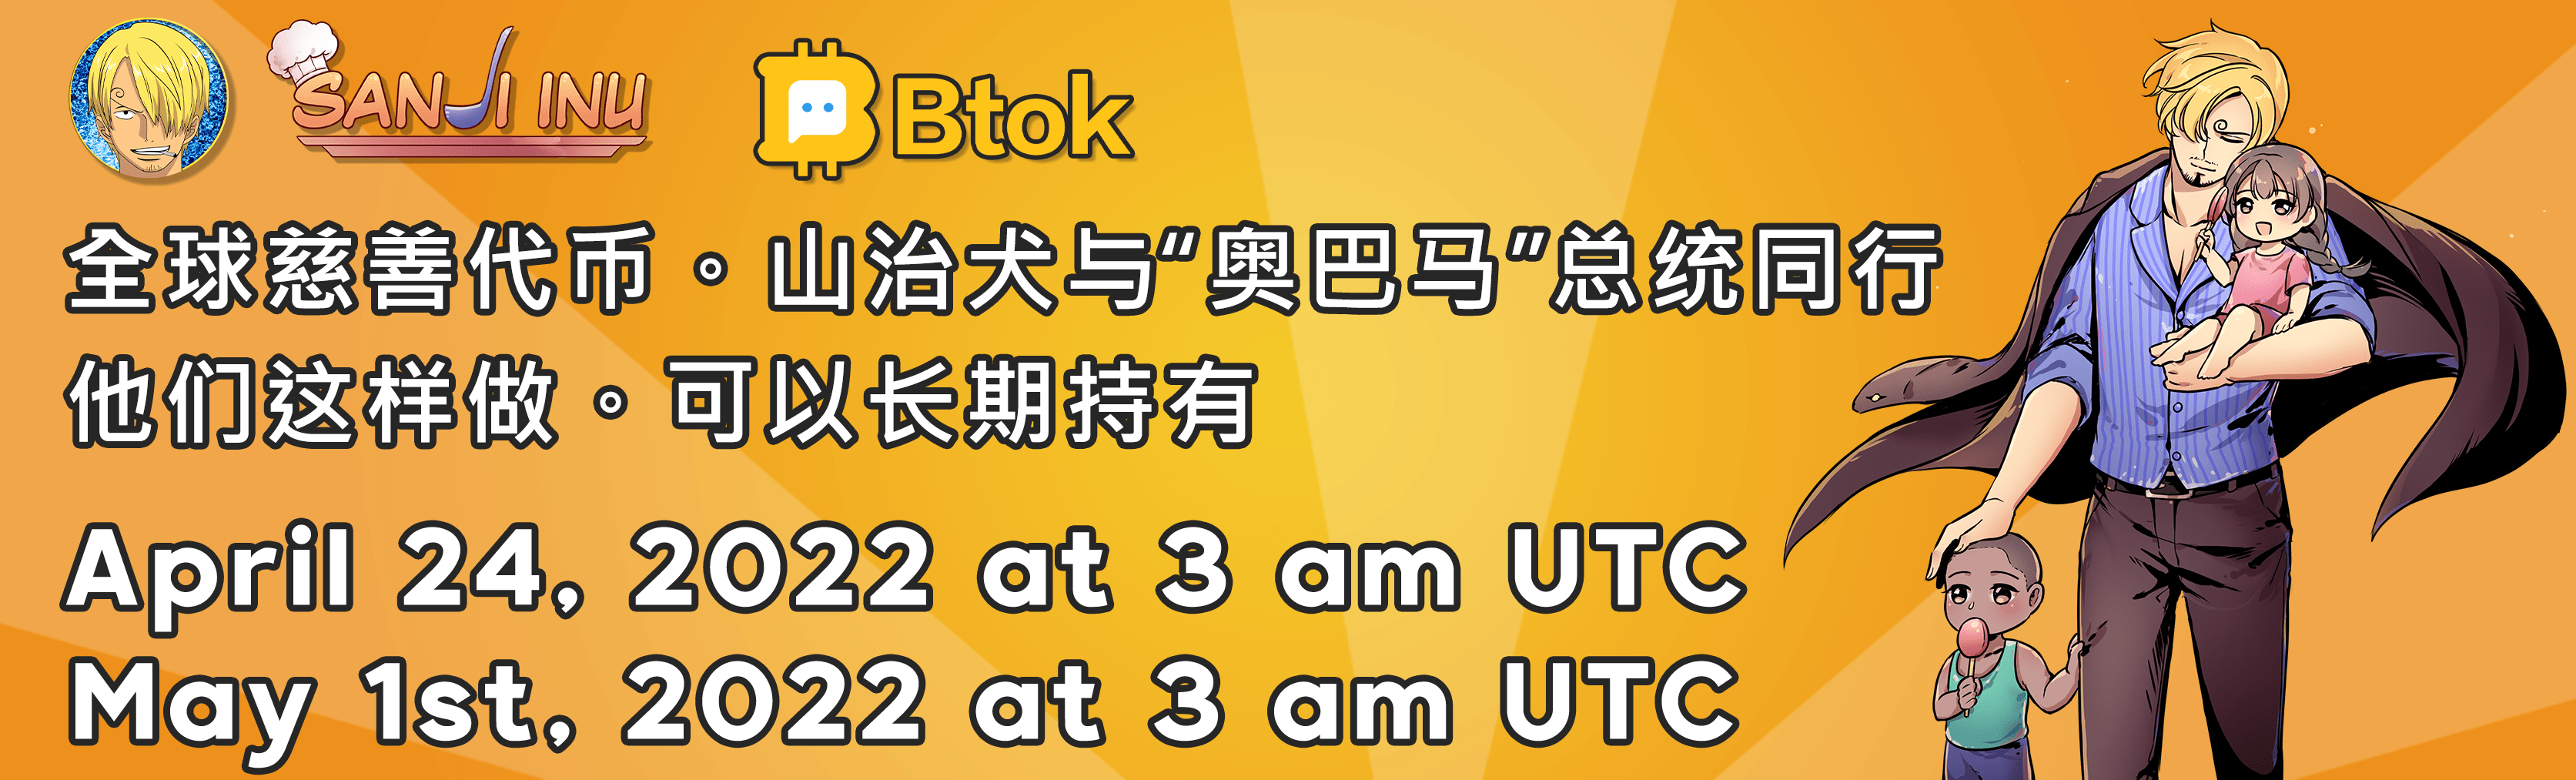 SANJI INU
Btok
全球慈善代币。山治犬与“奥巴马”总统同行
他们这样做。可以长期持有
April 24, 2022 at 3 am UTC
May 1st, 2022 at 3 am UTC